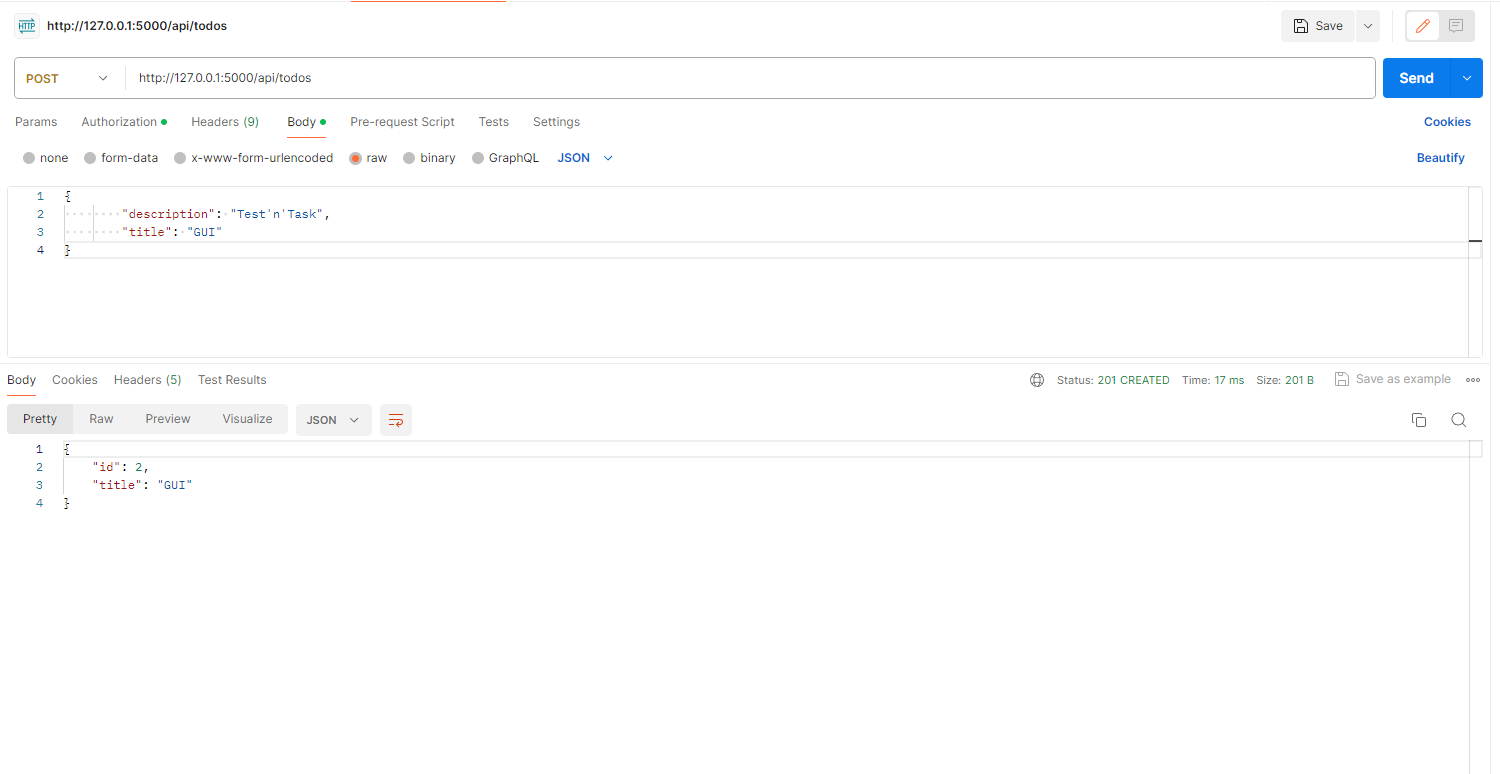 HTTP http://127.0.0.1:5000/api/todos Save
POST http://127.0.0.1:5000/api/todos Send
Params Authorization Headers (9) Body Pre-request Script Tests Settings Cookies
none form-data x-www-form-urlencoded raw binary GraphQL JSON Beautify
1 {
2 "description": "Test'n'Task",
3 "title": "GUI"
4 }
Body Cookies Headers (5) Test Results Status: 201 CREATED Time: 17 ms Size: 201 B Save as example
Pretty Raw Preview Visualize JSON
1 {
2 "id": 2,
3 "title": "GUI"
4 }